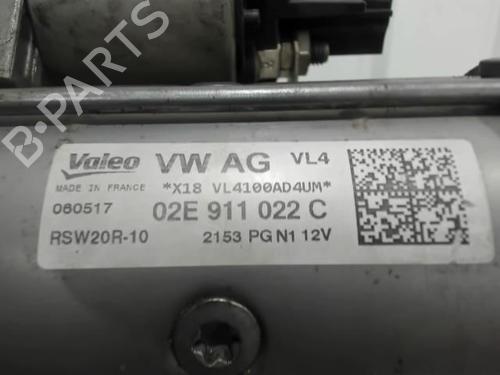 B-PARTS
Valeo VW AG VL4
MADE IN FRANCE *X18 VL4100AD4UM*
060517 02E 911 022 C
RSW20R-10 2153 PG N1 12V